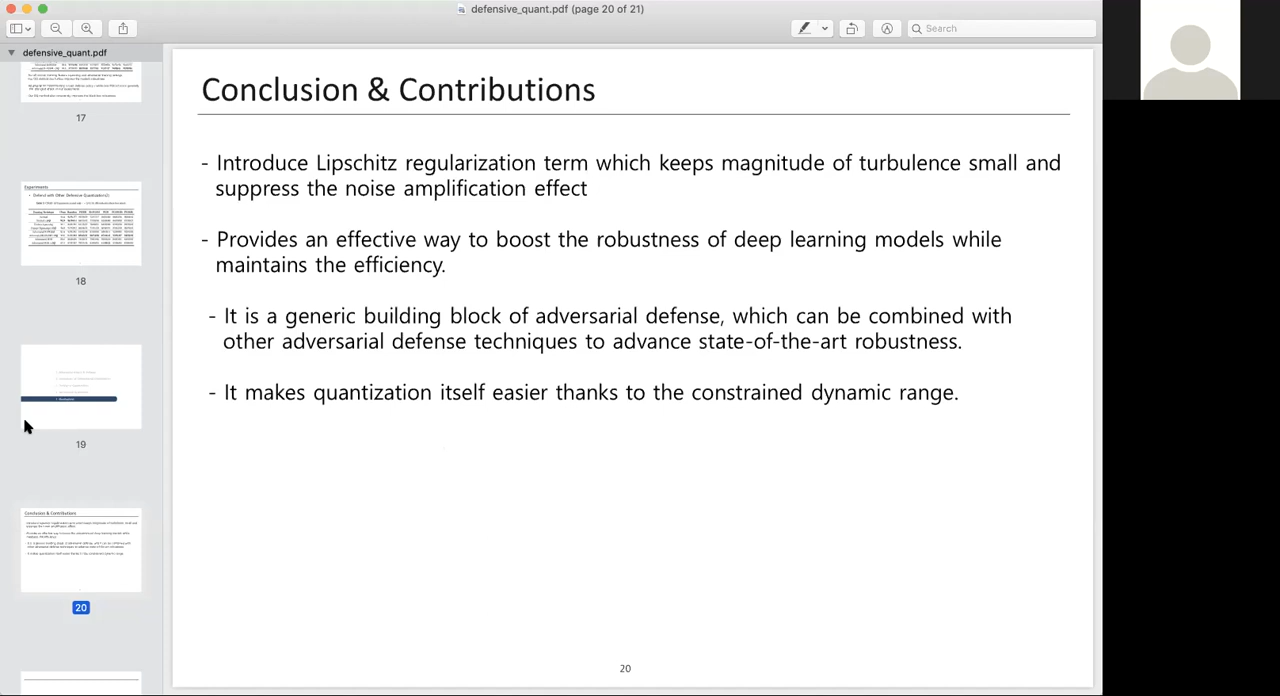 defensive_quant.pdf (page 20 of 21)
Search
defensive_quant.pdf
17
Experiments
18
19
Conclusion & Contributions
20
Conclusion & Contributions
- Introduce Lipschitz regularization term which keeps magnitude of turbulence small and
suppress the noise amplification effect
- Provides an effective way to boost the robustness of deep learning models while
maintains the efficiency.
- It is a generic building block of adversarial defense, which can be combined with
other adversarial defense techniques to advance state-of-the-art robustness.
- It makes quantization itself easier thanks to the constrained dynamic range.
20